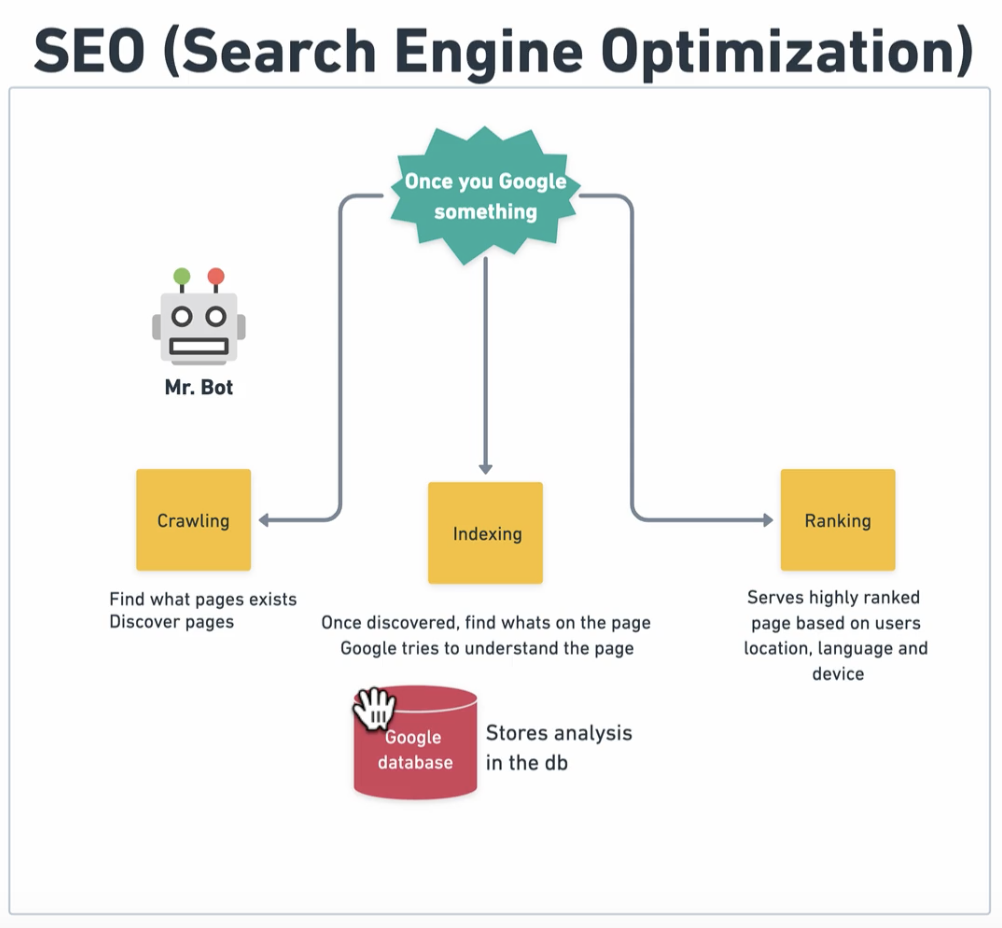 SEO (Search Engine Optimization)
Once you Google
something
Mr. Bot
Crawling
Find what pages exists
Discover pages
Indexing
Once discovered, find whats on the page
Google tries to understand the page
Google
database
Stores analysis
in the db
Ranking
Serves highly ranked
page based on users
location, language and
device